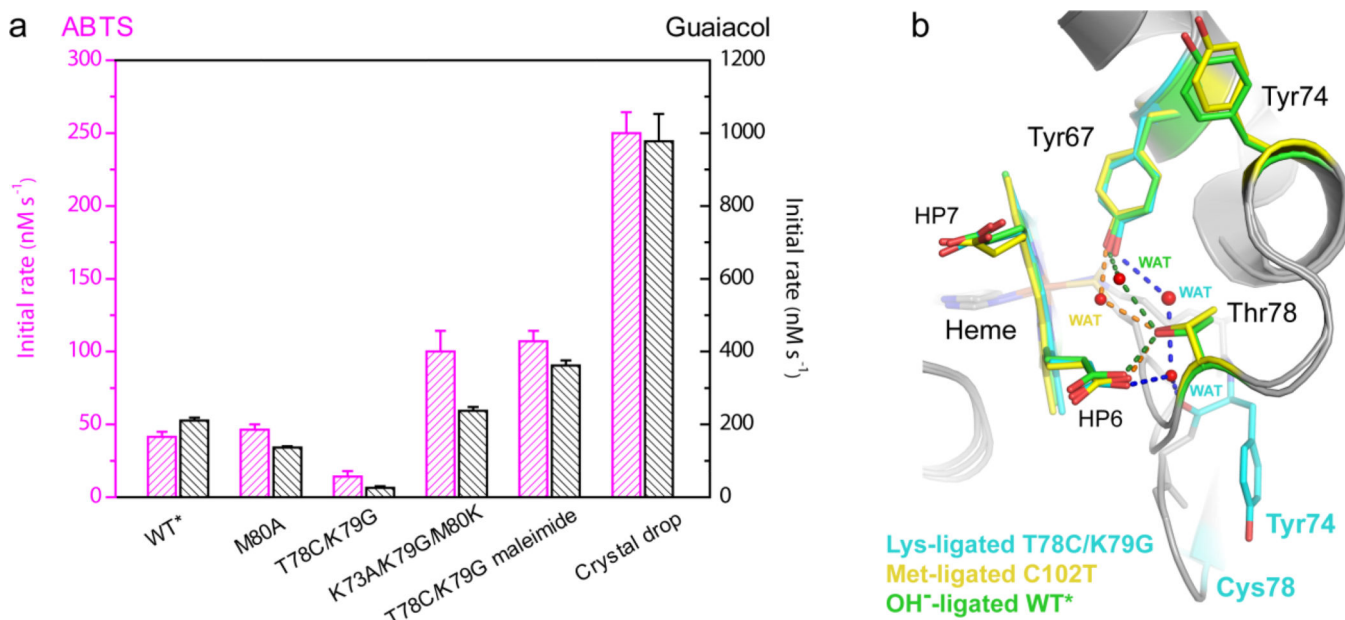 a
ABTS
Guaiacol
300
250
200
150
100
50
0
Initial rate (nM s-1)
1200
1000
800
600
400
200
0
Initial rate (nM s-1)
WT*
M80A
T78C/K79G
K73A/K79G/M80K
T78C/K79G maleimide
Crystal drop
b
Tyr74
Tyr67
HP7
WAT
WAT
WAT
Thr78
Heme
WAT
HP6
Tyr74
Lys-ligated T78C/K79G
Met-ligated C102T
Cys78
OH⁻-ligated WT*